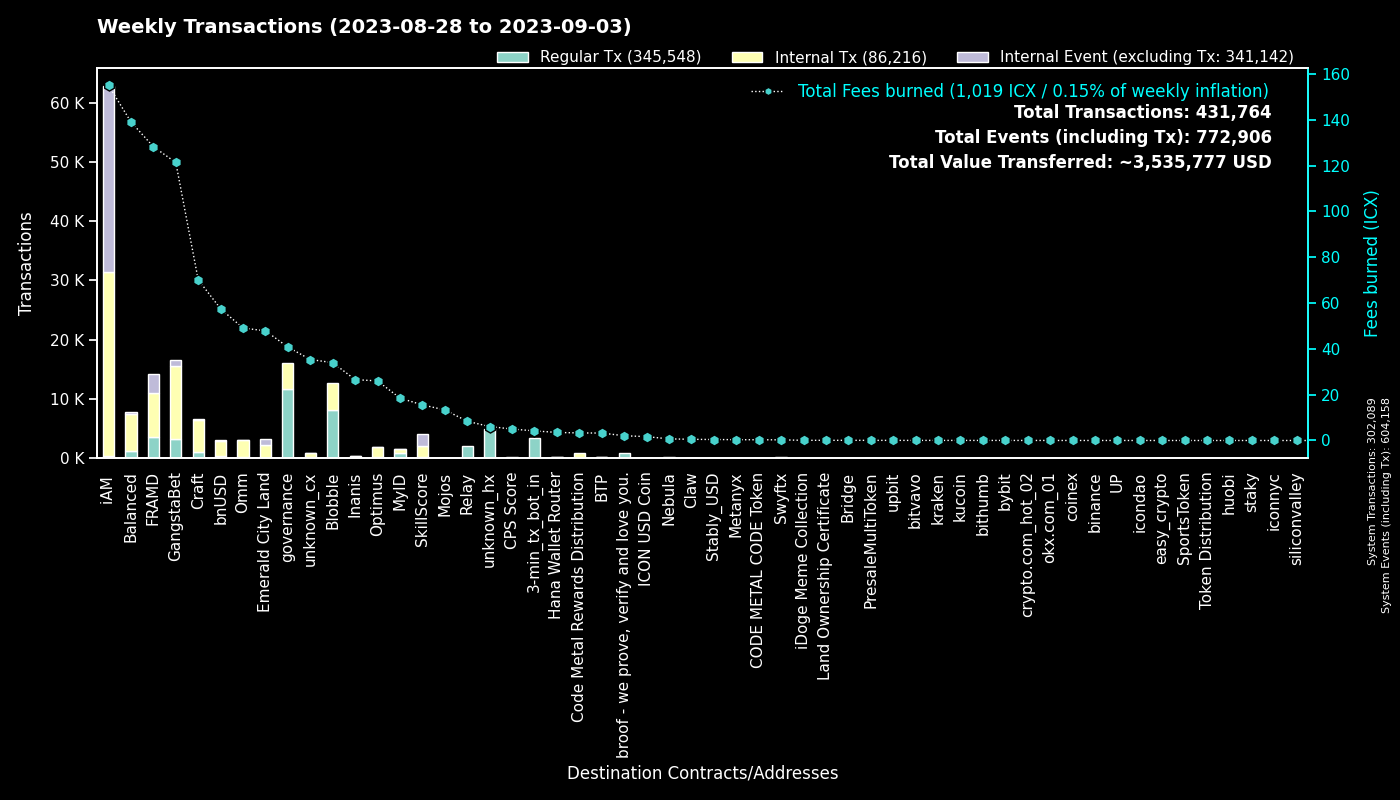 Weekly Transactions (2023-08-28 to 2023-09-03)
Regular Tx (345,548)
Internal Tx (86,216)
Internal Event (excluding Tx: 341,142)
Total Fees burned (1,019 ICX / 0.15% of weekly inflation)
Total Transactions: 431,764
Total Events (including Tx): 772,906
Total Value Transferred: ~3,535,777 USD
Transactions
60 K
50 K
40 K
30 K
20 K
10 K
0 K
160
140
120
100
80
60
40
20
0
Fees burned (ICX)
System Transactions: 302,089
System Events (including Tx): 604,158
iAM
Balanced
FRAMD
GangstaBet
Craft
bnUSD
Omm
Emerald City Land
governance
unknown_cx
Blobble
Inanis
Optimus
MyID
SkillScore
Mojos
Relay
unknown_hx
CPS Score
3-min_tx_bot_in
Hana Wallet Router
Code Metal Rewards Distribution
BTP
broof - we prove, verify and love you.
ICON USD Coin
Nebula
Claw
Stably_USD
Metanyx
CODE METAL CODE Token
Swyftx
iDoge Meme Collection
Land Ownership Certificate
Bridge
PresaleMultiToken
upbit
bitvavo
kraken
kucoin
bithumb
bybit
crypto.com_hot_02
okx.com_01
coinex
binance
UP
icondao
easy_crypto
SportsToken
Token Distribution
huobi
staky
iconnyc
siliconvalley
Destination Contracts/Addresses